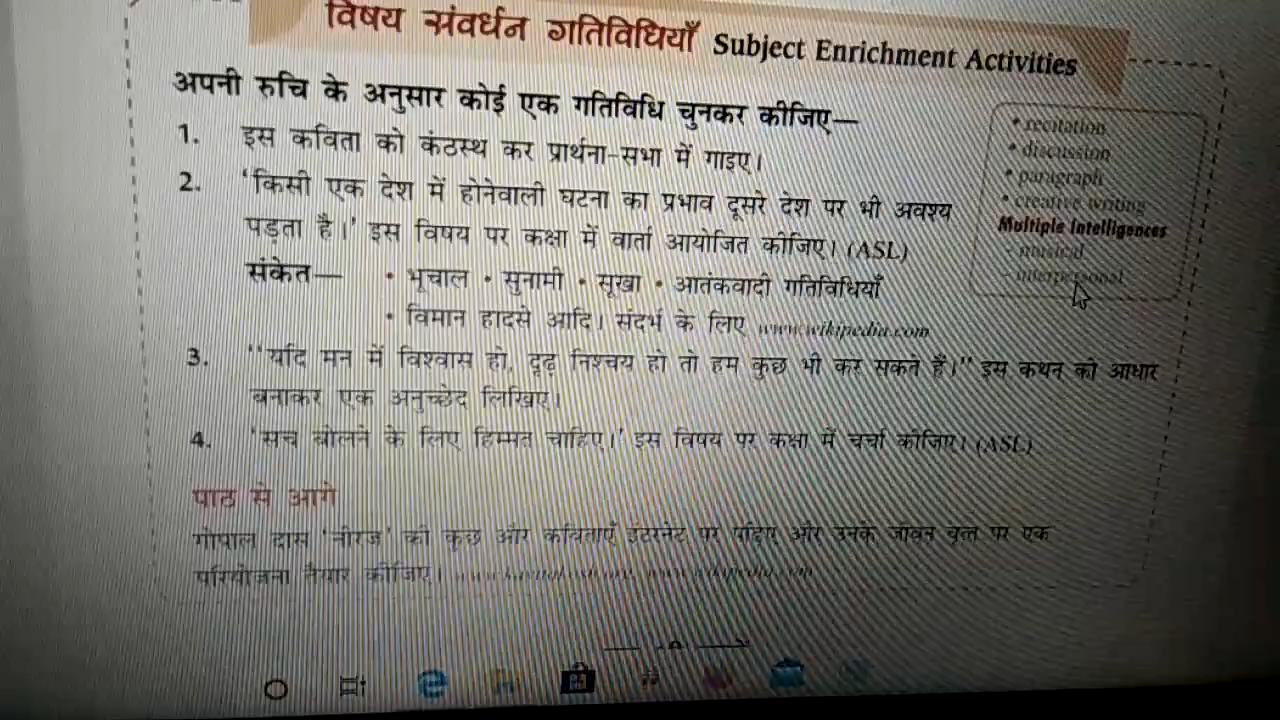 विषय संवर्धन गतिविधियाँ Subject Enrichment Activities
अपनी रुचि के अनुसार कोई एक गतिविधि चुनकर कीजिए—
1. इस कविता को कंठस्थ कर प्रार्थना-सभा में गाइए।
2. 'किसी एक देश में होनेवाली घटना का प्रभाव दूसरे देश पर भी अवश्य
पड़ता है।' इस विषय पर कक्षा में वार्ता आयोजित कीजिए। (ASL)
संकेत— • भूचाल • सुनामी • सूखा • आतंकवादी गतिविधियाँ
• विमान हादसे आदि। संदर्भ के लिए www.wikipedia.com
3. "यदि मन में विश्वास हो, दृढ़ निश्चय हो तो हम कुछ भी कर सकते हैं।" इस कथन को आधार
बनाकर एक अनुच्छेद लिखिए।
4. 'सच बोलने के लिए हिम्मत चाहिए।' इस विषय पर कक्षा में चर्चा कीजिए। (ASL)
• recitation
• discussion
• paragraph
• creative writing
Multiple Intelligences
- musical
- interpersonal
पाठ से आगे
गोपाल दास 'नीरज' की कुछ और कविताएँ इंटरनेट पर पढ़िए और उनके जीवन वृत्त पर एक
परियोजना तैयार कीजिए।